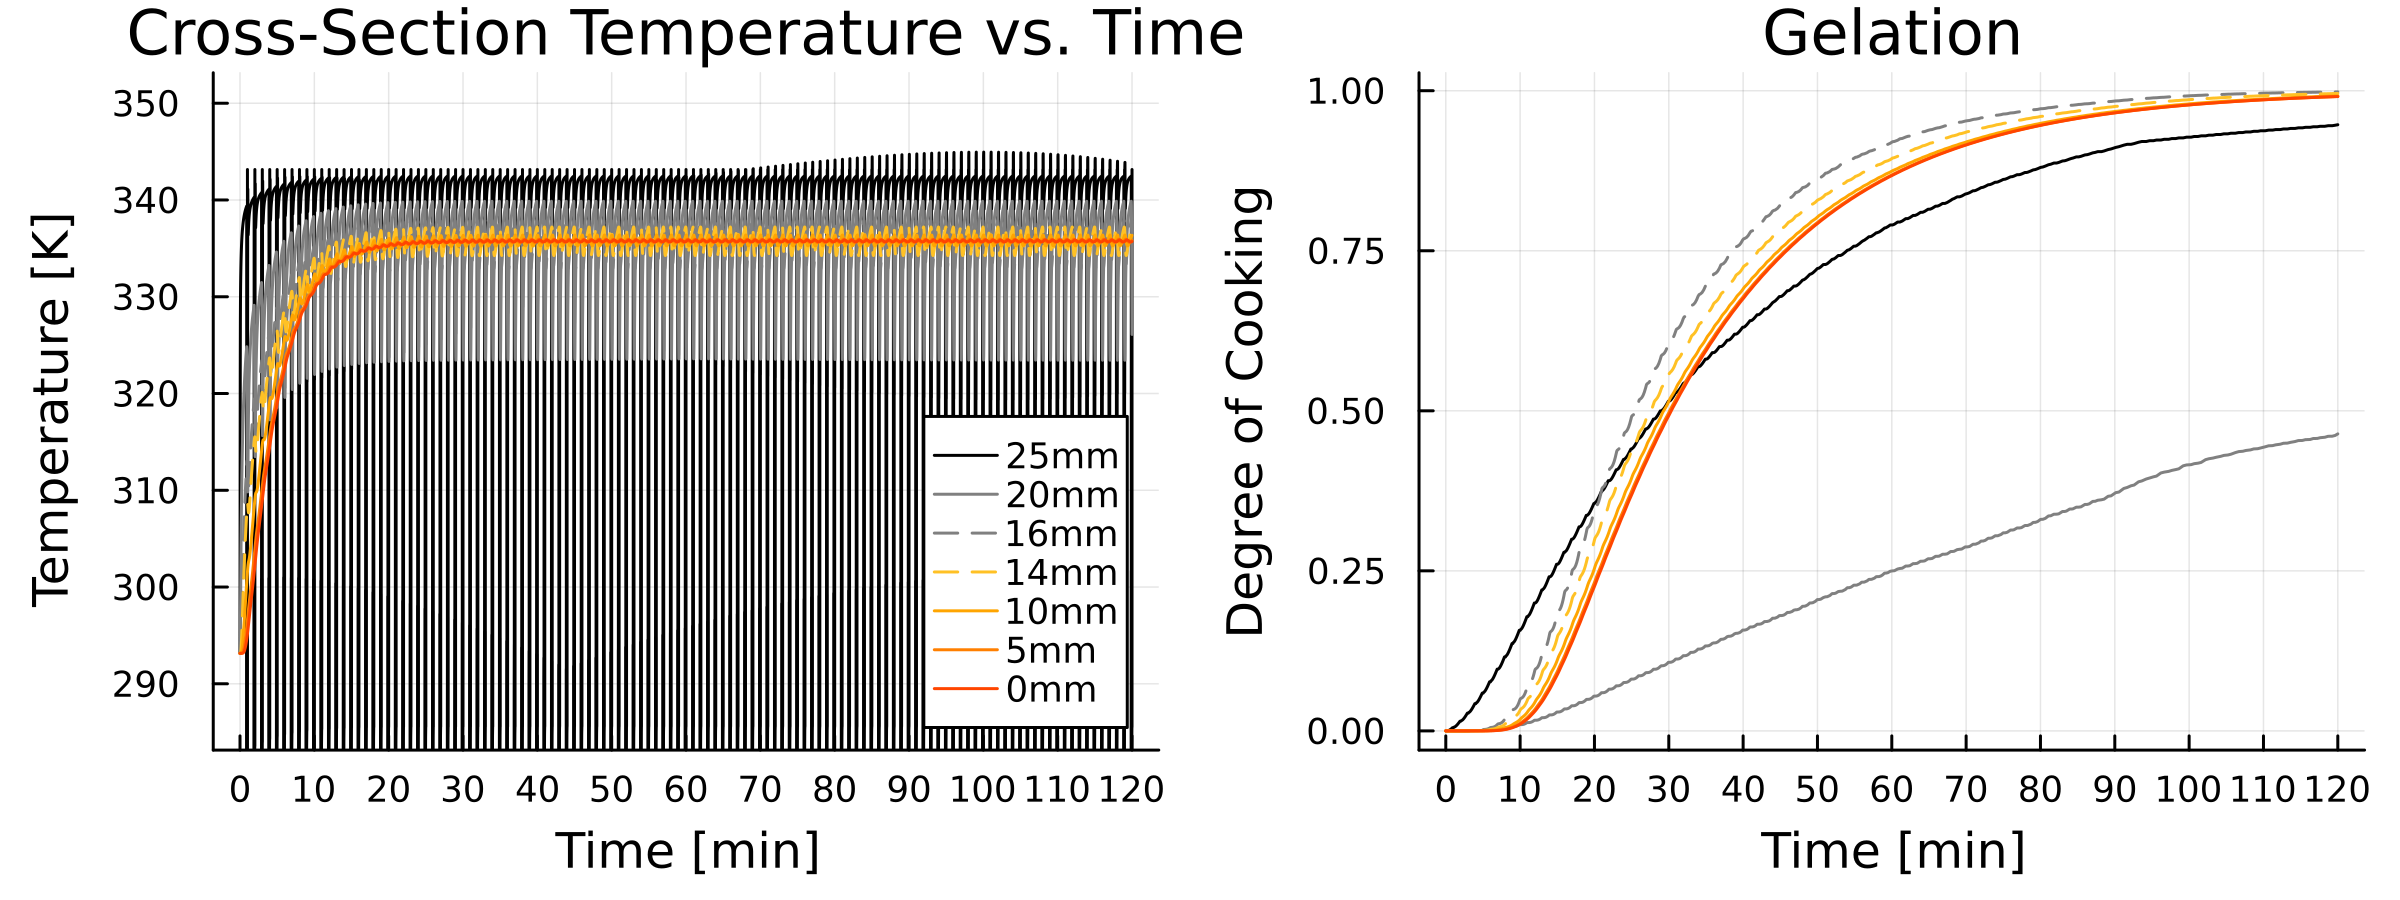 Cross-Section Temperature vs. Time
Temperature [K]
350
340
330
320
310
300
290
25mm
20mm
16mm
14mm
10mm
5mm
0mm
0 10 20 30 40 50 60 70 80 90 100 110 120
Time [min]
Gelation
Degree of Cooking
1.00
0.75
0.50
0.25
0.00
0 10 20 30 40 50 60 70 80 90 100 110 120
Time [min]